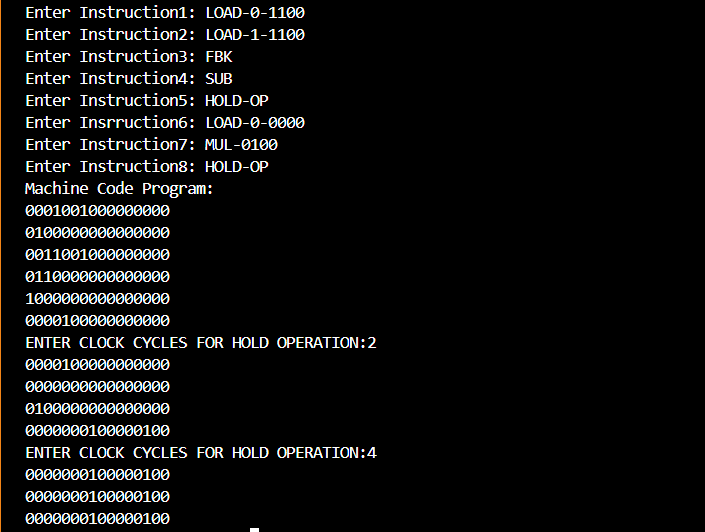 Enter Instruction1: LOAD-0-1100
Enter Instruction2: LOAD-1-1100
Enter Instruction3: FBK
Enter Instruction4: SUB
Enter Instruction5: HOLD-OP
Enter Insrruction6: LOAD-0-0000
Enter Instruction7: MUL-0100
Enter Instruction8: HOLD-OP
Machine Code Program:
0001001000000000
0100000000000000
0011001000000000
0110000000000000
1000000000000000
0000100000000000
ENTER CLOCK CYCLES FOR HOLD OPERATION:2
0000100000000000
0000000000000000
0100000000000000
0000000100000100
ENTER CLOCK CYCLES FOR HOLD OPERATION:4
0000000100000100
0000000100000100
0000000100000100